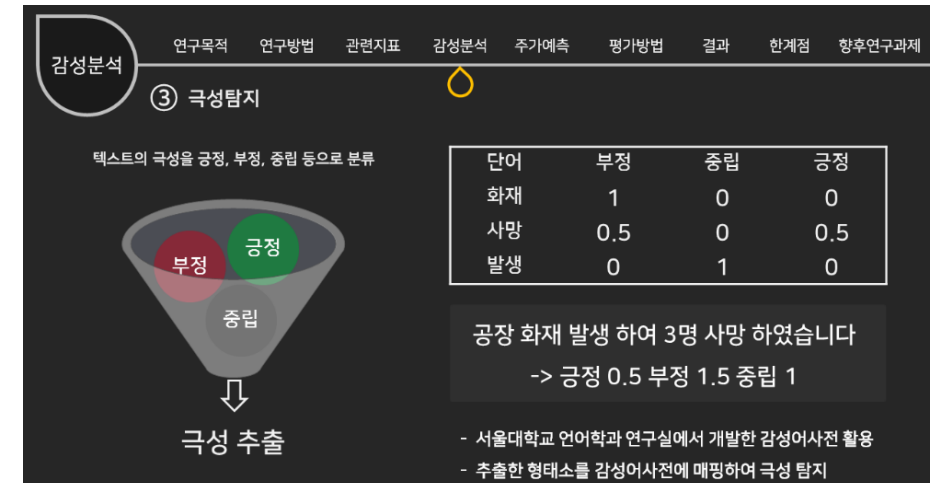 감성분석
연구목적 연구방법 관련지표 감성분석 주가예측 평가방법 결과 한계점 향후연구과제
③ 극성탐지
텍스트의 극성을 긍정, 부정, 중립 등으로 분류
부정
긍정
중립
극성 추출
단어 부정 중립 긍정
화재 1 0 0
사망 0.5 0 0.5
발생 0 1 0
공장 화재 발생 하여 3명 사망 하였습니다
-> 긍정 0.5 부정 1.5 중립 1
- 서울대학교 언어학과 연구실에서 개발한 감성어사전 활용
- 추출한 형태소를 감성어사전에 매핑하여 극성 탐지